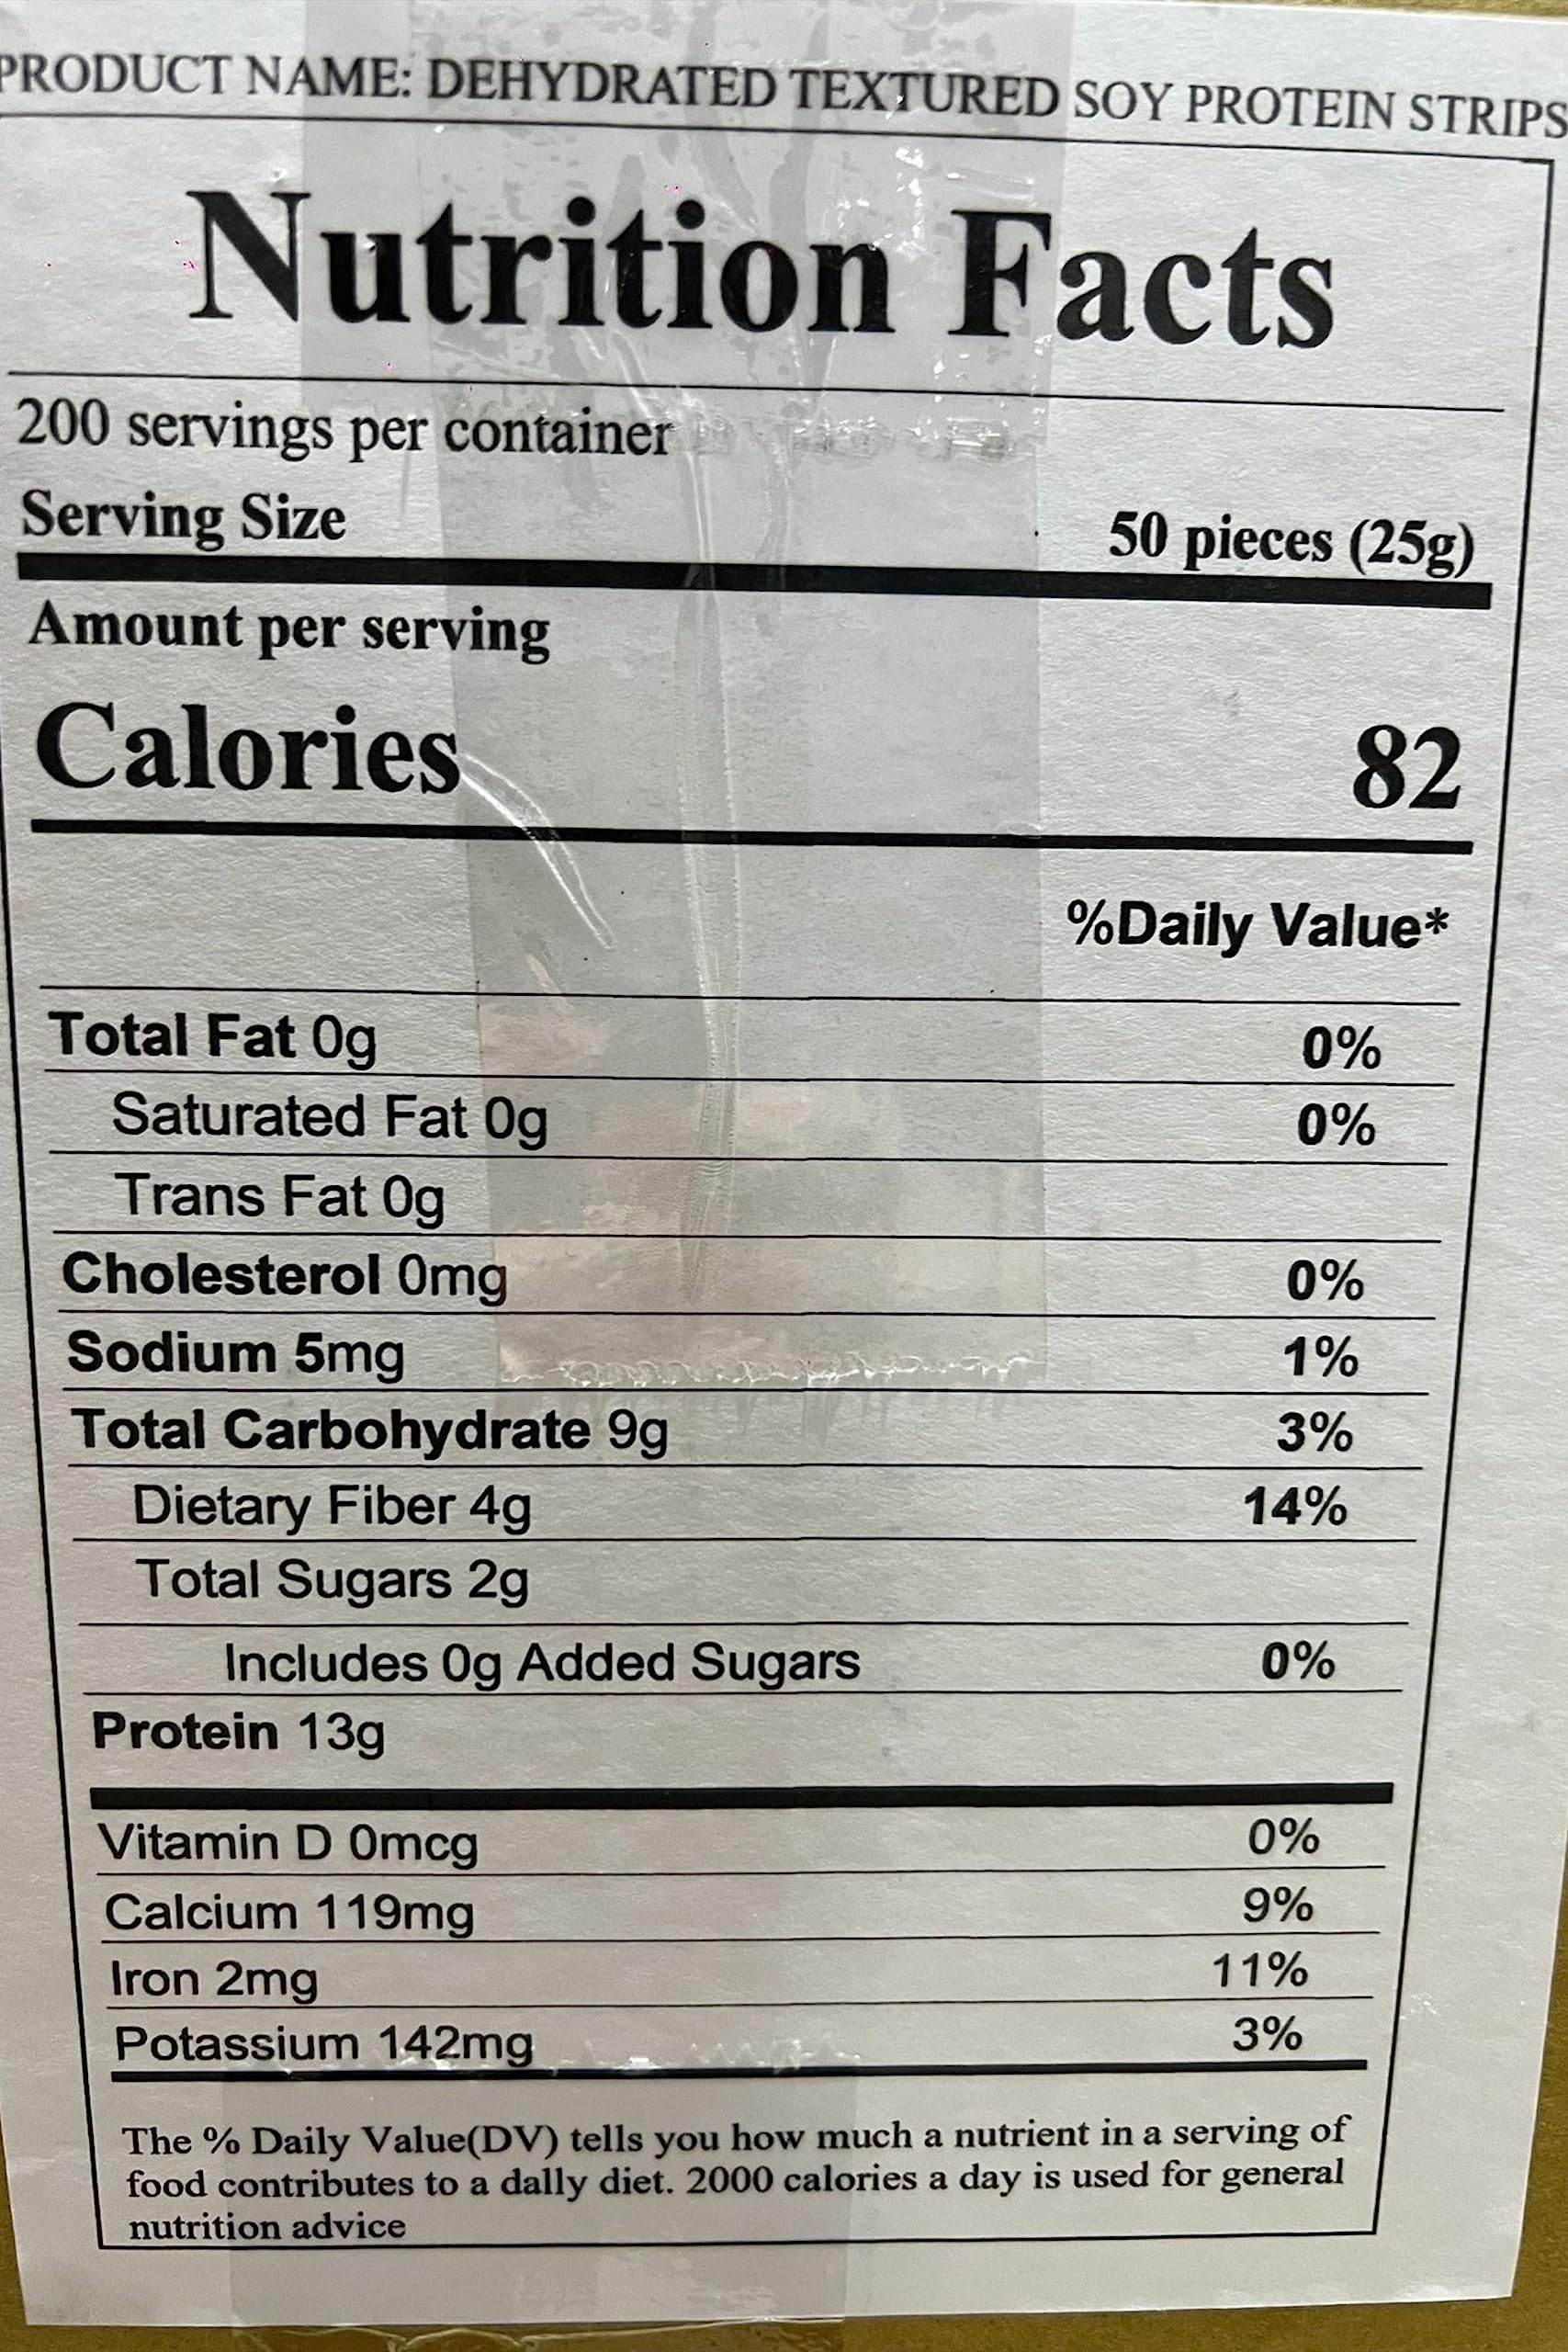 PRODUCT NAME: DEHYDRATED TEXTURED SOY PROTEIN STRIPS
Nutrition Facts
200 servings per container
Serving Size 50 pieces (25g)
Amount per serving
Calories 82
%Daily Value*
Total Fat 0g 0%
Saturated Fat 0g 0%
Trans Fat 0g
Cholesterol 0mg 0%
Sodium 5mg 1%
Total Carbohydrate 9g 3%
Dietary Fiber 4g 14%
Total Sugars 2g
Includes 0g Added Sugars 0%
Protein 13g
Vitamin D 0mcg 0%
Calcium 119mg 9%
Iron 2mg 11%
Potassium 142mg 3%
The % Daily Value(DV) tells you how much a nutrient in a serving of
food contributes to a dally diet. 2000 calories a day is used for general
nutrition advice